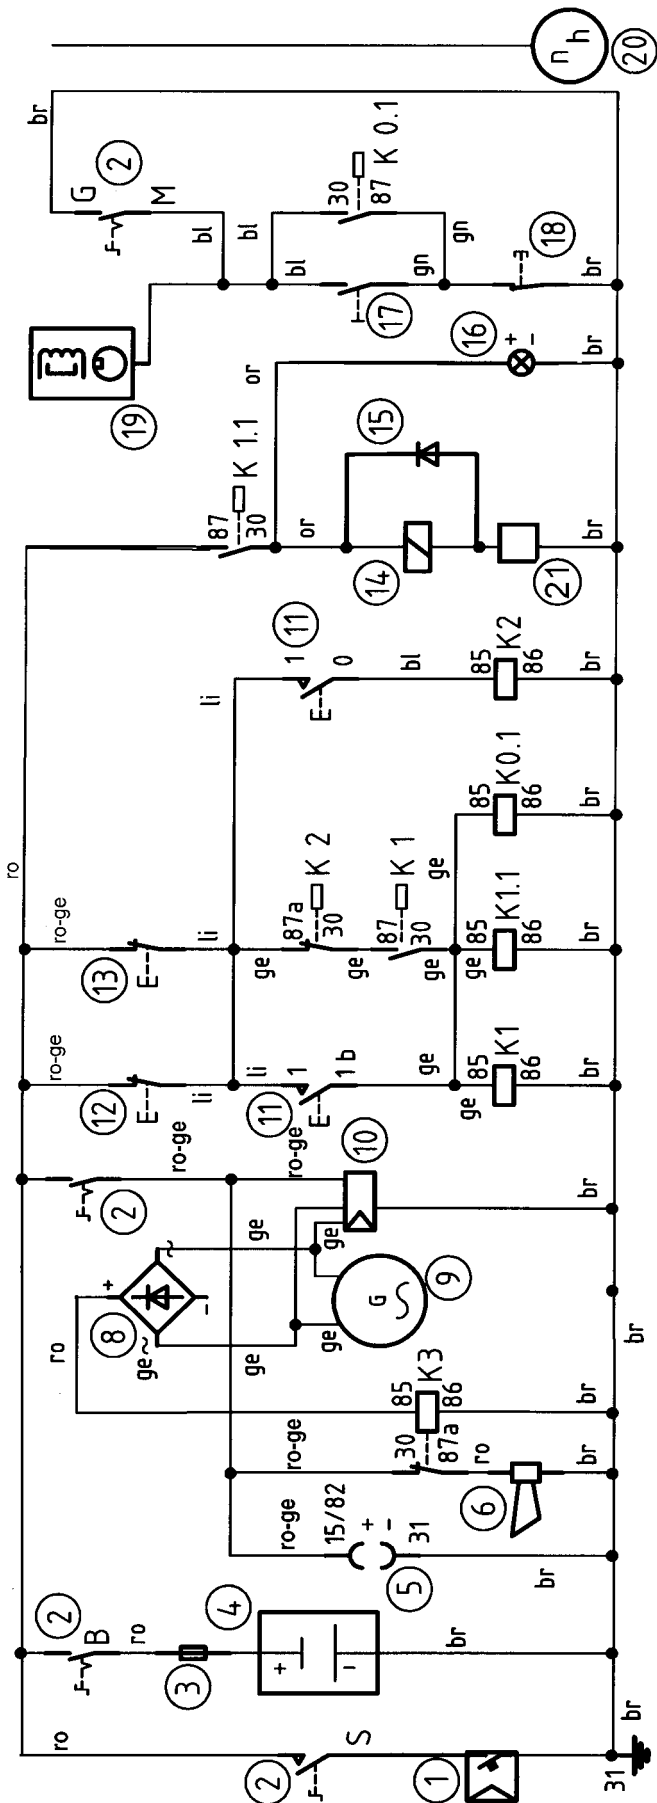 ro
2
S
1
31
br
2
B
ro
3
4
+
-
br
ro-ge
15/82
+
-
31
5
br
ro-ge
30
87a
ro
6
br
ro
85
K3
86
br
8
+
-
ge~
~
ge
ge
ge
ge
G
9
br
2
ro-ge
ro-ge
10
br
ro-ge
12
li
li
11
1
1b
ge
ge
85
K1
86
br
ro-ge
13
li
ge
87a
K 2
30
ge
87
K 1
30
ge
ge
85
K1.1
86
br
ge
85
K0.1
86
br
ro
li
1
11
0
bl
85
K2
86
br
87
K 1.1
30
or
14
15
21
br
or
16
+
-
br
19
bl
bl
bl
17
gn
gn
30
K 0.1
87
18
br
br
G
2
M
n
h
20